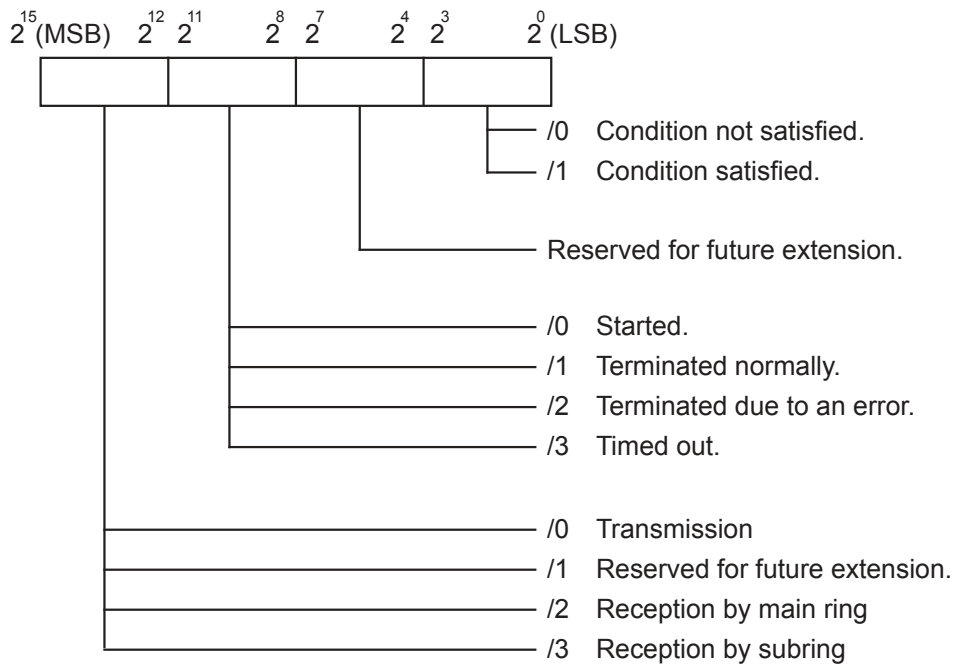 2^15(MSB) 2^12 2^11 2^8 2^7 2^4 2^3 2^0(LSB)
/0 Condition not satisfied.
/1 Condition satisfied.
Reserved for future extension.
/0 Started.
/1 Terminated normally.
/2 Terminated due to an error.
/3 Timed out.
/0 Transmission
/1 Reserved for future extension.
/2 Reception by main ring
/3 Reception by subring